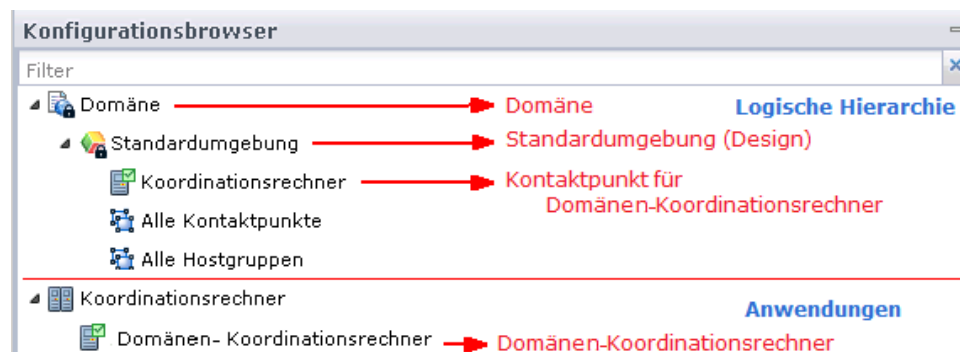 Konfigurationsbrowser
Filter
Domäne Domäne Logische Hierarchie
Standardumgebung Standardumgebung (Design)
Koordinationsrechner Kontaktpunkt für
Domänen-Koordinationsrechner
Alle Kontaktpunkte
Alle Hostgruppen
Koordinationsrechner Anwendungen
Domänen- Koordinationsrechner Domänen-Koordinationsrechner